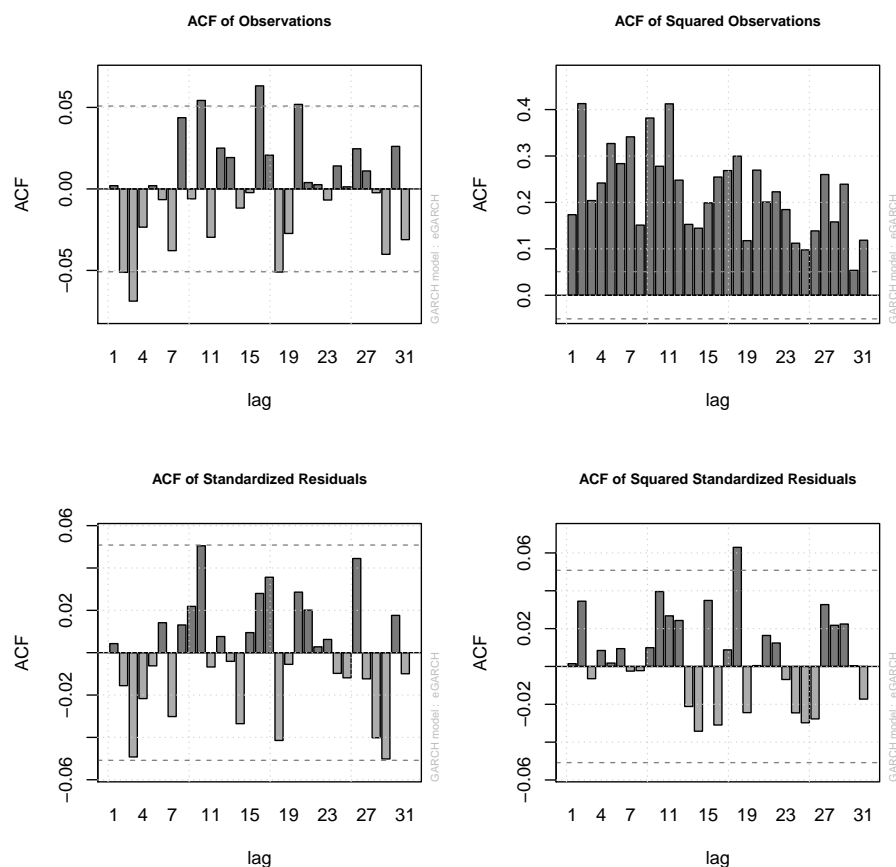 ACF of Observations
ACF
0.05
0.00
−0.05
1 4 7 11 15 19 23 27 31
lag
GARCH model : eGARCH
ACF of Squared Observations
ACF
0.4
0.3
0.2
0.1
0.0
1 4 7 11 15 19 23 27 31
lag
GARCH model : eGARCH
ACF of Standardized Residuals
ACF
0.06
0.02
−0.02
−0.06
1 4 7 11 15 19 23 27 31
lag
GARCH model : eGARCH
ACF of Squared Standardized Residuals
ACF
0.06
0.02
−0.02
−0.06
1 4 7 11 15 19 23 27 31
lag
GARCH model : eGARCH